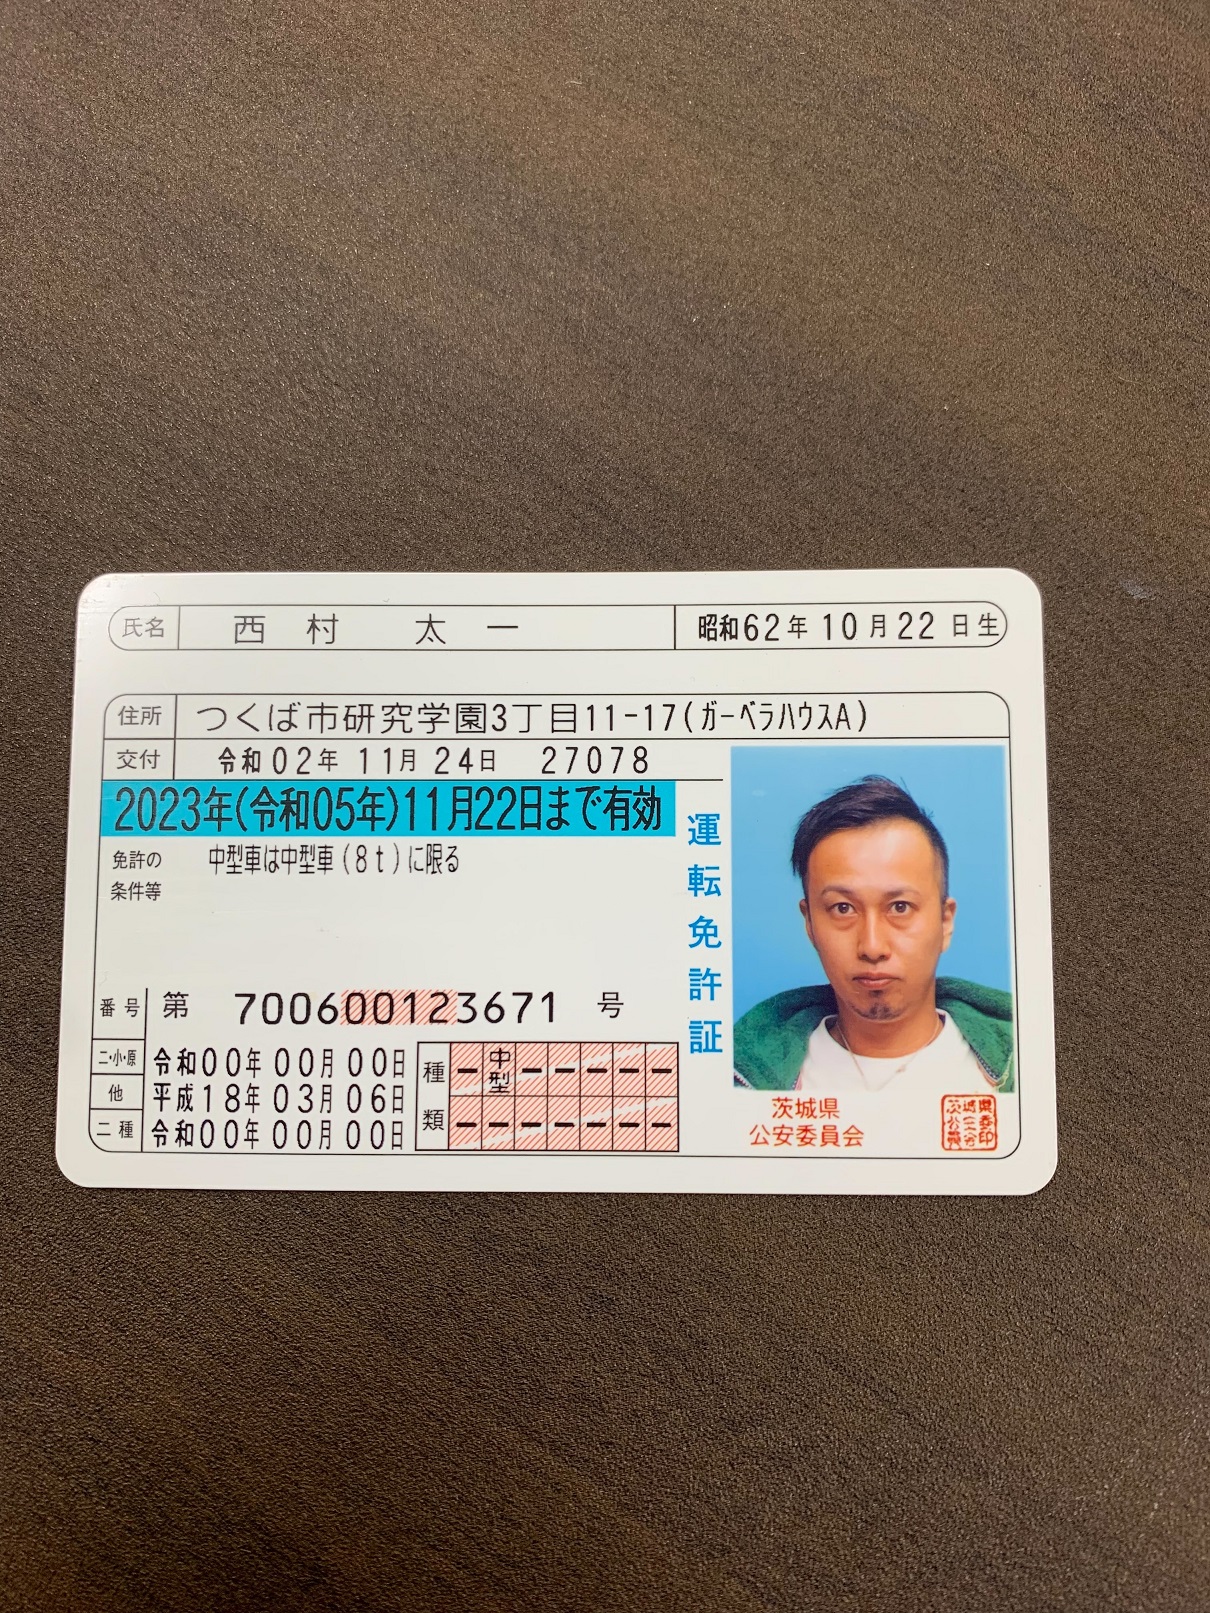 氏名 西村 太一 昭和62年10月22日生
住所 つくば市研究学園3丁目11-17(ガーベラハウスA)
交付 令和02年11月24日 27078
2023年(令和05年)11月22日まで有効
免許の条件等 中型車は中型車(8t)に限る
運転免許証
番号 第 700600123671 号
二・小・原 令和00年00月00日
他 平成18年03月06日
二種 令和00年00月00日
種類 ー 中型 ー ー ー ー ー
ー ー ー ー ー ー ー
茨城県
公安委員会